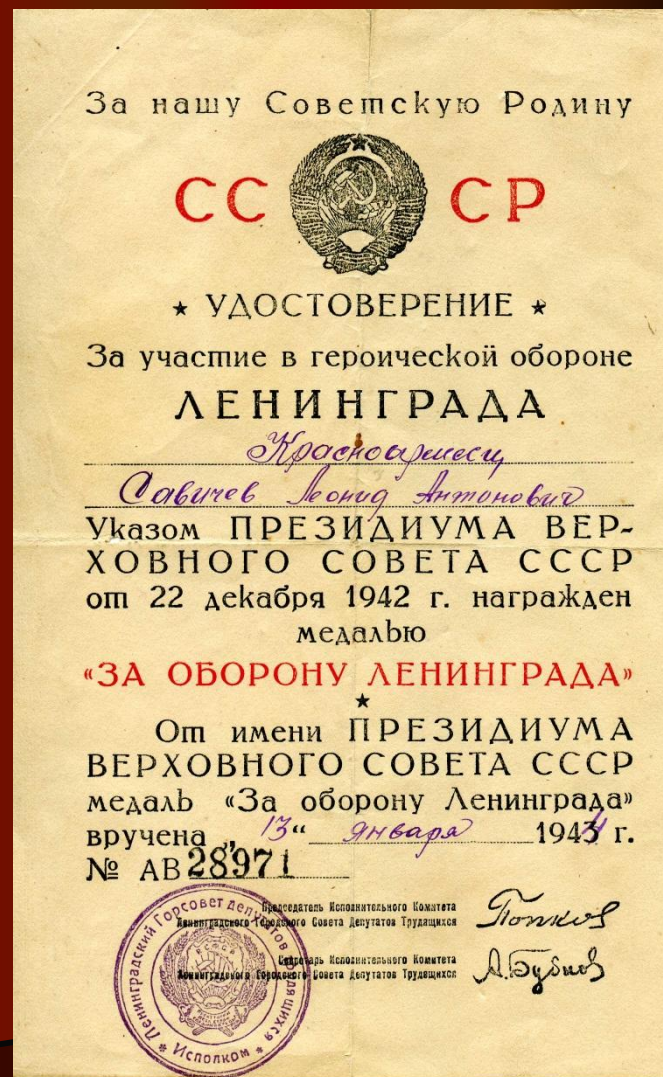 За нашу Советскую Родину
СС СР
★ УДОСТОВЕРЕНИЕ ★
За участие в героической обороне
ЛЕНИНГРАДА
Красноармеец
Савичев Леонид Антонович
Указом ПРЕЗИДИУМА ВЕР-
ХОВНОГО СОВЕТА СССР
от 22 декабря 1942 г. награжден
медалью
«ЗА ОБОРОНУ ЛЕНИНГРАДА»
★
От имени ПРЕЗИДИУМА
ВЕРХОВНОГО СОВЕТА СССР
медаль «За оборону Ленинграда»
вручена „13“ января 1944 г.
№ АВ 28971
Председатель Исполнительного Комитета
Ленинградского Городского Совета Депутатов Трудящихся
Попков
Секретарь Исполнительного Комитета
Ленинградского Городского Совета Депутатов Трудящихся
А.Бубнов
Ленинградский Горсовет депутатов трудящихся
★ Исполком ★